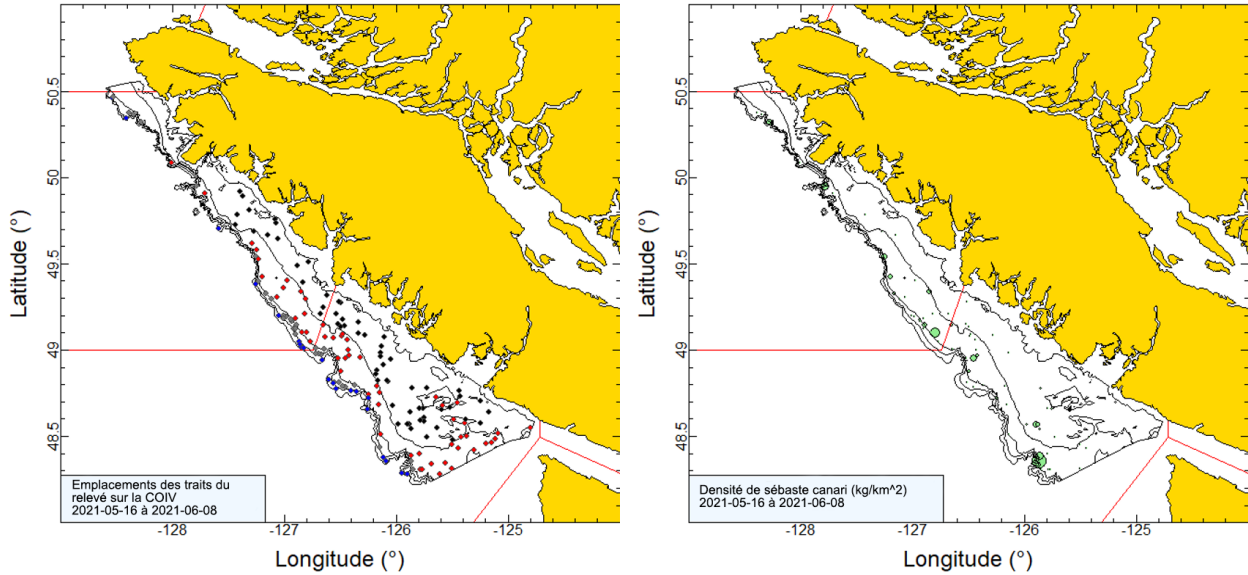 50.5
50
49.5
49
48.5
Latitude (°)
Emplacements des traits du
relevé sur la COIV
2021-05-16 à 2021-06-08
-128
-127
-126
-125
Longitude (°)
50.5
50
49.5
49
48.5
Latitude (°)
Densité de sébaste canari (kg/km^2)
2021-05-16 à 2021-06-08
-128
-127
-126
-125
Longitude (°)